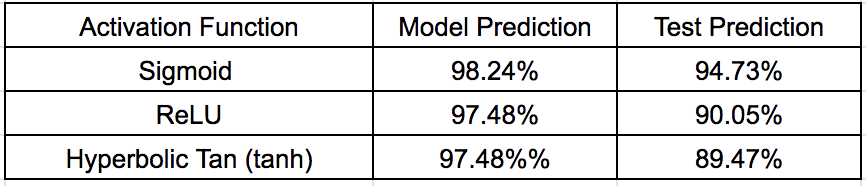 Activation Function Model Prediction Test Prediction
Sigmoid 98.24% 94.73%
ReLU 97.48% 90.05%
Hyperbolic Tan (tanh) 97.48%% 89.47%